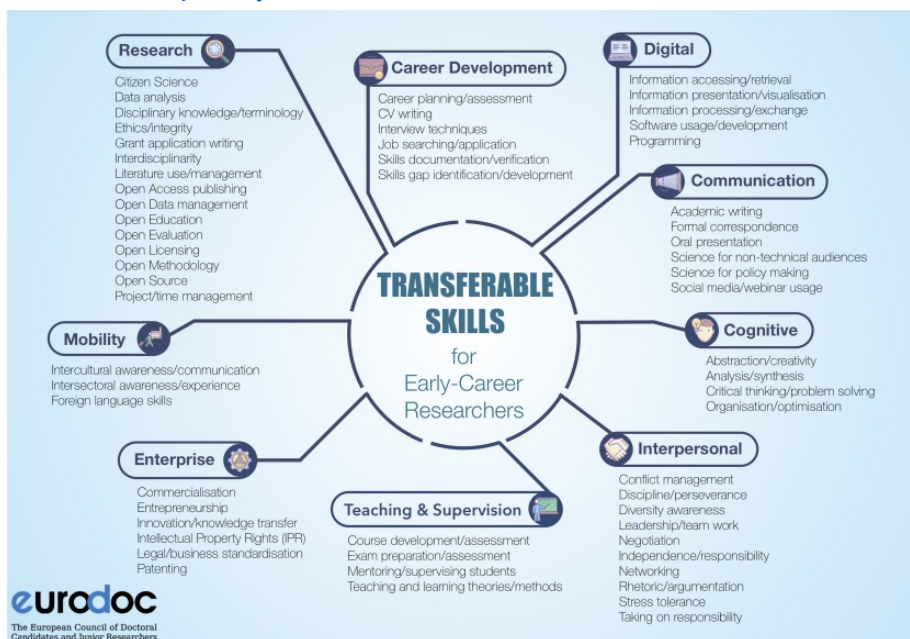 Research
Citizen Science
Data analysis
Disciplinary knowledge/terminology
Ethics/integrity
Grant application writing
Interdisciplinarity
Literature use/management
Open Access publishing
Open Data management
Open Education
Open Evaluation
Open Licensing
Open Methodology
Open Source
Project/time management
Career Development
Career planning/assessment
CV writing
Interview techniques
Job searching/application
Skills documentation/verification
Skills gap identification/development
Digital
Information accessing/retrieval
Information presentation/visualisation
Information processing/exchange
Software usage/development
Programming
Communication
Academic writing
Formal correspondence
Oral presentation
Science for non-technical audiences
Science for policy making
Social media/webinar usage
TRANSFERABLE
SKILLS
for
Early-Career
Researchers
Mobility
Intercultural awareness/communication
Intersectoral awareness/experience
Foreign language skills
Cognitive
Abstraction/creativity
Analysis/synthesis
Critical thinking/problem solving
Organisation/optimisation
Enterprise
Commercialisation
Entrepreneurship
Innovation/knowledge transfer
Intellectual Property Rights (IPR)
Legal/business standardisation
Patenting
Teaching & Supervision
Course development/assessment
Exam preparation/assessment
Mentoring/supervising students
Teaching and learning theories/methods
Interpersonal
Conflict management
Discipline/perseverance
Diversity awareness
Leadership/team work
Negotiation
Independence/responsibility
Networking
Rhetoric/argumentation
Stress tolerance
Taking on responsibility
eurodoc
The European Council of Doctoral
Candidates and Junior Researchers